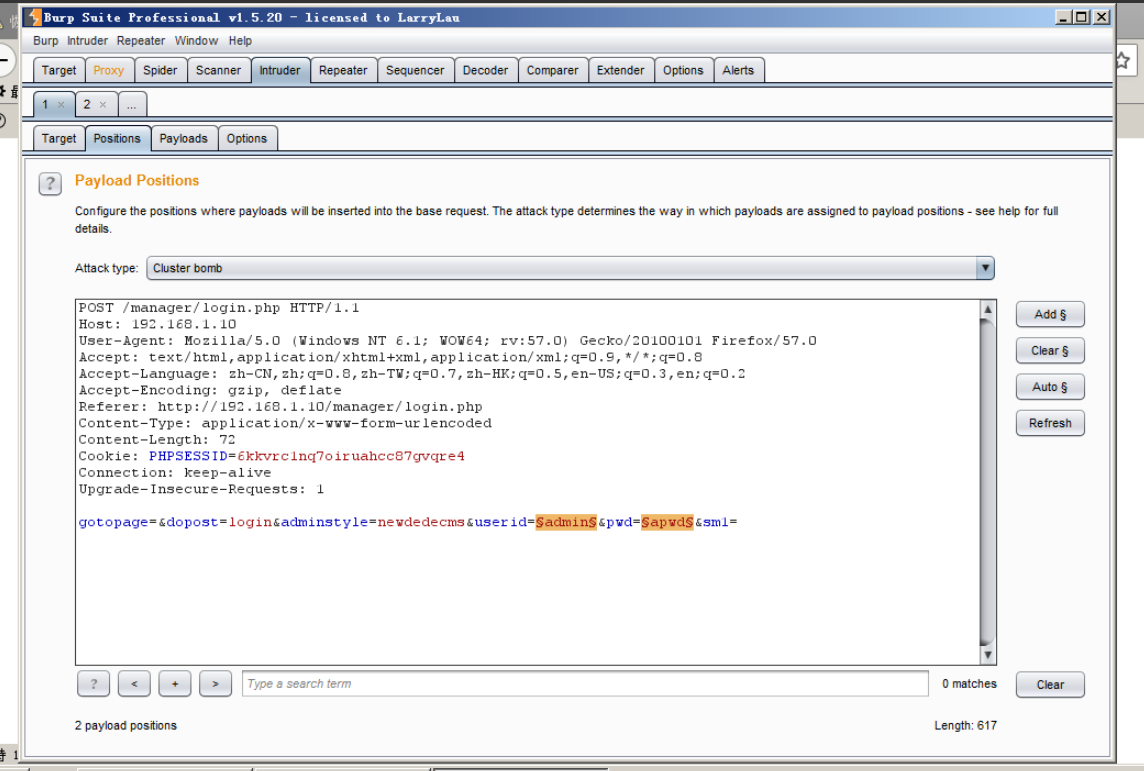 Burp Suite Professional v1.5.20 - licensed to LarryLau
Burp Intruder Repeater Window Help
Target Proxy Spider Scanner Intruder Repeater Sequencer Decoder Comparer Extender Options Alerts
1 × 2 × ...
Target Positions Payloads Options
? Payload Positions
Configure the positions where payloads will be inserted into the base request. The attack type determines the way in which payloads are assigned to payload positions - see help for full
details.
Attack type: Cluster bomb
POST /manager/login.php HTTP/1.1
Host: 192.168.1.10
User-Agent: Mozilla/5.0 (Windows NT 6.1; WOW64; rv:57.0) Gecko/20100101 Firefox/57.0
Accept: text/html,application/xhtml+xml,application/xml;q=0.9,*/*;q=0.8
Accept-Language: zh-CN,zh;q=0.8,zh-TW;q=0.7,zh-HK;q=0.5,en-US;q=0.3,en;q=0.2
Accept-Encoding: gzip, deflate
Referer: http://192.168.1.10/manager/login.php
Content-Type: application/x-www-form-urlencoded
Content-Length: 72
Cookie: PHPSESSID=6kkvrc1nq7oiruahcc87gvqre4
Connection: keep-alive
Upgrade-Insecure-Requests: 1
gotopage=&dopost=login&adminstyle=newdedecms&userid=§admin§&pwd=§apwd§&sm1=
Add §
Clear §
Auto §
Refresh
? < + > Type a search term 0 matches Clear
2 payload positions Length: 617